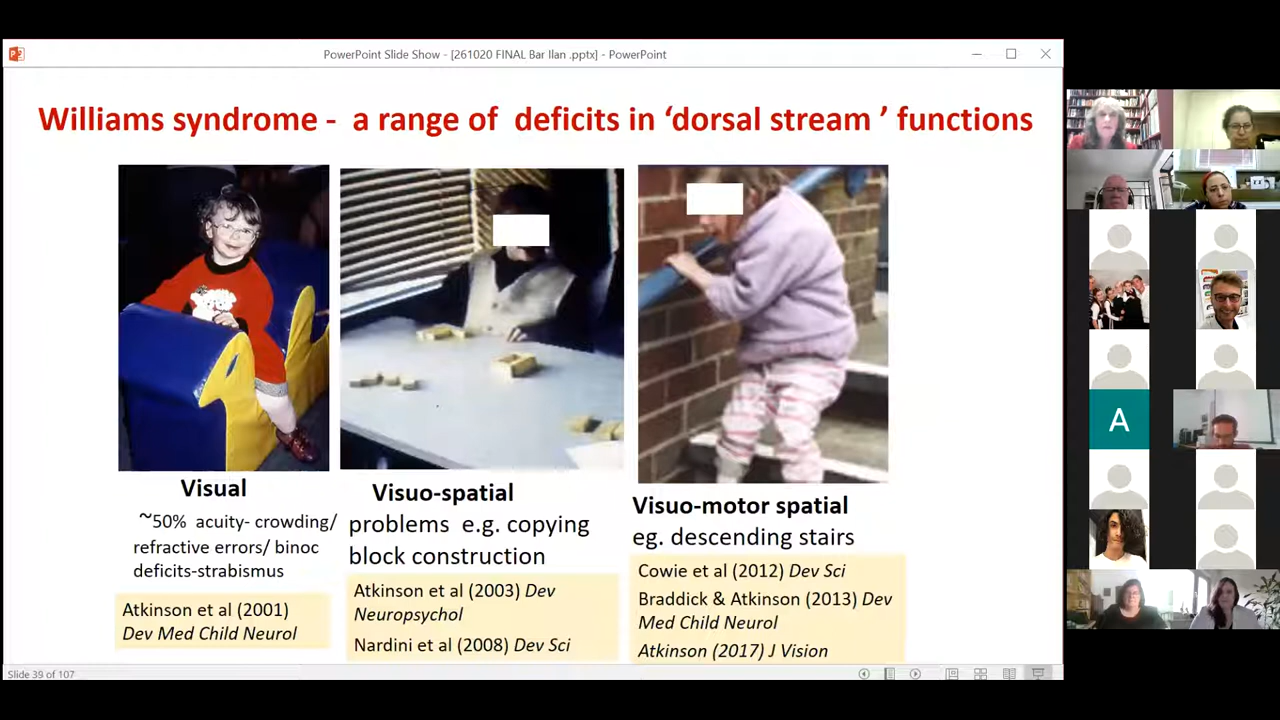 PowerPoint Slide Show - [261020 FINAL Bar Ilan .pptx] - PowerPoint
Williams syndrome - a range of deficits in ‘dorsal stream ’ functions
Visual
~50% acuity- crowding/
refractive errors/ binoc
deficits-strabismus
Atkinson et al (2001)
Dev Med Child Neurol
Visuo-spatial
problems e.g. copying
block construction
Atkinson et al (2003) Dev
Neuropsychol
Nardini et al (2008) Dev Sci
Visuo-motor spatial
eg. descending stairs
Cowie et al (2012) Dev Sci
Braddick & Atkinson (2013) Dev
Med Child Neurol
Atkinson (2017) J Vision
A
Slide 39 of 107